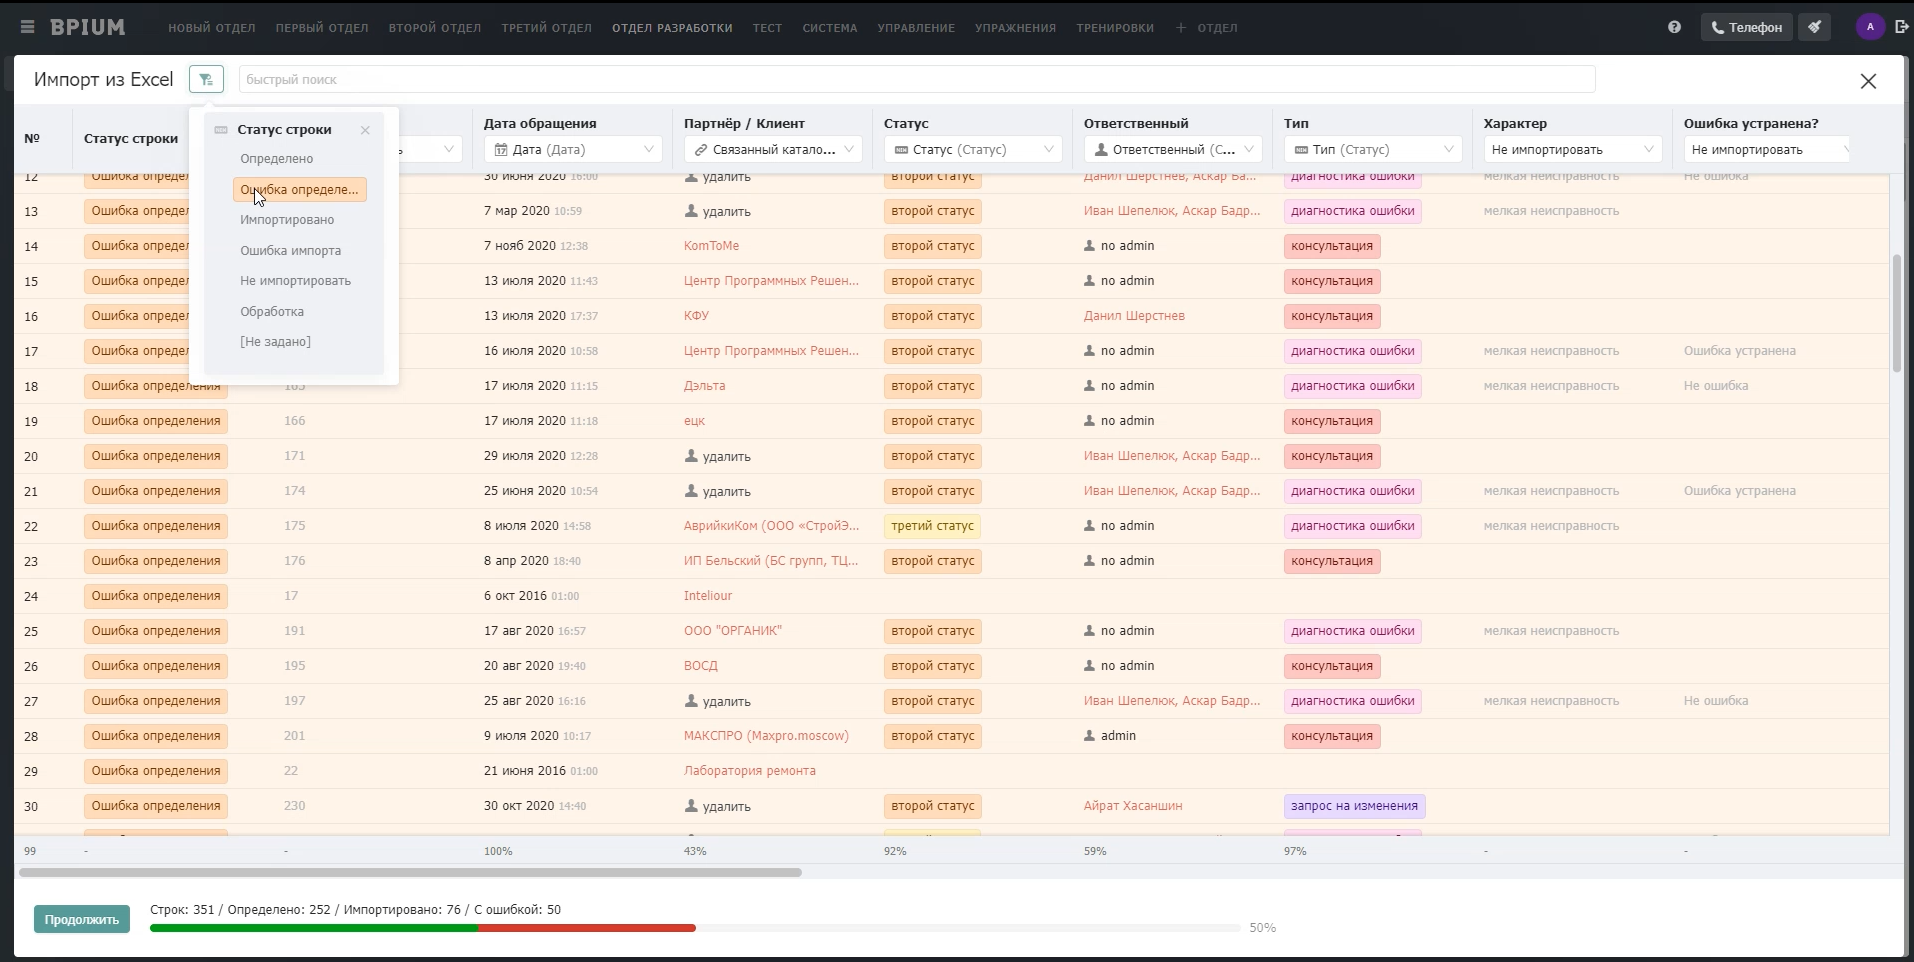 BPIUM НОВЫЙ ОТДЕЛ ПЕРВЫЙ ОТДЕЛ ВТОРОЙ ОТДЕЛ ТРЕТИЙ ОТДЕЛ ОТДЕЛ РАЗРАБОТКИ ТЕСТ СИСТЕМА УПРАВЛЕНИЕ УПРАЖНЕНИЯ ТРЕНИРОВКИ + ОТДЕЛ ? Телефон A
Импорт из Excel быстрый поиск
№ Статус строки Дата обращения Партнёр / Клиент Статус Ответственный Тип Характер Ошибка устранена?
Дата (Дата) Связанный катало... Статус (Статус) Ответственный (С... Тип (Статус) Не импортировать Не импортировать
Статус строки
Определено
Ошибка определе...
Импортировано
Ошибка импорта
Не импортировать
Обработка
[Не задано]
12 30 июня 2020 16:00 удалить второй статус Данил Шерстнев, Аскар Ба... диагностика ошибки мелкая неисправность Не ошибка
13 7 мар 2020 10:59 удалить второй статус Иван Шепелюк, Аскар Бадр... диагностика ошибки мелкая неисправность
14 7 нояб 2020 12:38 KomToMe второй статус no admin консультация
15 13 июля 2020 11:43 Центр Программных Решен... второй статус no admin консультация
16 13 июля 2020 17:37 КФУ второй статус Данил Шерстнев консультация
17 16 июля 2020 10:58 Центр Программных Решен... второй статус no admin диагностика ошибки мелкая неисправность Ошибка устранена
18 Ошибка определения 17 июля 2020 11:15 Дэльта второй статус no admin диагностика ошибки мелкая неисправность Не ошибка
19 Ошибка определения 166 17 июля 2020 11:18 ецк второй статус no admin консультация
20 Ошибка определения 171 29 июля 2020 12:28 удалить второй статус Иван Шепелюк, Аскар Бадр... консультация
21 Ошибка определения 174 25 июня 2020 10:54 удалить второй статус Иван Шепелюк, Аскар Бадр... диагностика ошибки мелкая неисправность Ошибка устранена
22 Ошибка определения 175 8 июля 2020 14:58 АврийкиКом (ООО «СтройЭ... третий статус no admin диагностика ошибки мелкая неисправность
23 Ошибка определения 176 8 апр 2020 18:40 ИП Бельский (БС групп, ТЦ... второй статус no admin консультация
24 Ошибка определения 17 6 окт 2016 01:00 Inteliour
25 Ошибка определения 191 17 авг 2020 16:57 ООО "ОРГАНИК" второй статус no admin диагностика ошибки мелкая неисправность
26 Ошибка определения 195 20 авг 2020 19:40 ВОСД второй статус no admin консультация
27 Ошибка определения 197 25 авг 2020 16:16 удалить второй статус Иван Шепелюк, Аскар Бадр... диагностика ошибки мелкая неисправность Не ошибка
28 Ошибка определения 201 9 июля 2020 10:17 МАКСПРО (Maxpro.moscow) второй статус admin консультация
29 Ошибка определения 22 21 июня 2016 01:00 Лаборатория ремонта
30 Ошибка определения 230 30 окт 2020 14:40 удалить второй статус Айрат Хасаншин запрос на изменения
99 - - 100% 43% 92% 59% 97% - -
Продолжить Строк: 351 / Определено: 252 / Импортировано: 76 / С ошибкой: 50
50%